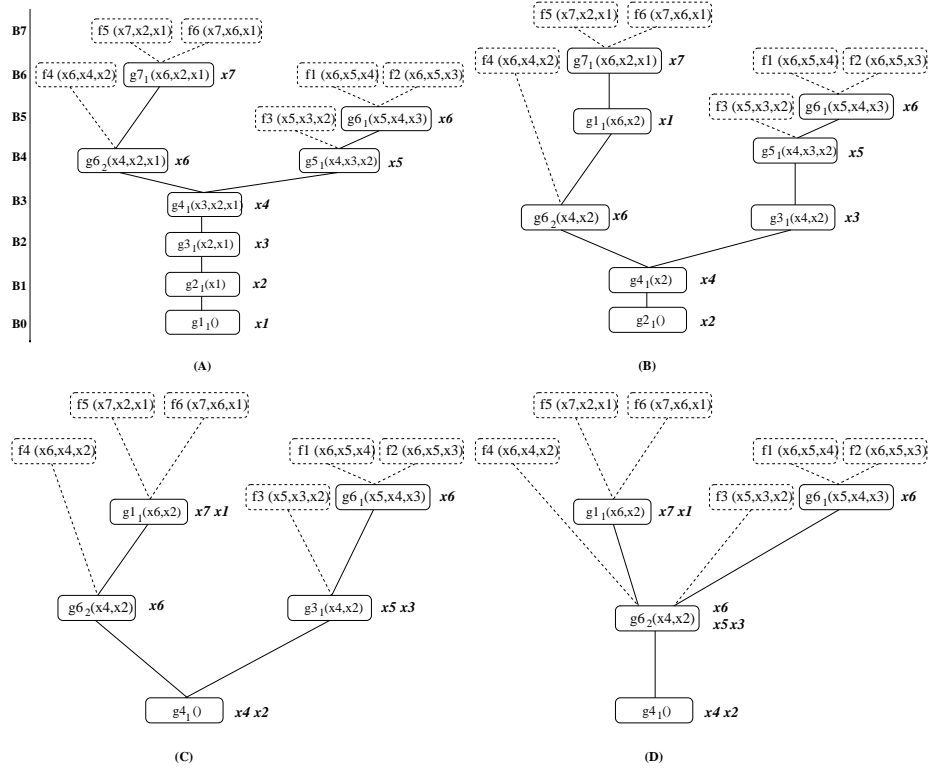 B7
B6
B5
B4
B3
B2
B1
B0
f5 (x7,x2,x1)
f6 (x7,x6,x1)
f4 (x6,x4,x2)
g7₁(x6,x2,x1) x7
f1 (x6,x5,x4)
f2 (x6,x5,x3)
f3 (x5,x3,x2)
g6₁(x5,x4,x3) x6
g6₂(x4,x2,x1) x6
g5₁(x4,x3,x2) x5
g4₁(x3,x2,x1) x4
g3₁(x2,x1) x3
g2₁(x1) x2
g1₁() x1
(A)
f5 (x7,x2,x1)
f6 (x7,x6,x1)
f4 (x6,x4,x2)
g7₁(x6,x2,x1) x7
f1 (x6,x5,x4)
f2 (x6,x5,x3)
f3 (x5,x3,x2)
g6₁(x5,x4,x3) x6
g1₁(x6,x2) x1
g5₁(x4,x3,x2) x5
g6₂(x4,x2) x6
g3₁(x4,x2) x3
g4₁(x2) x4
g2₁() x2
(B)
f5 (x7,x2,x1)
f6 (x7,x6,x1)
f4 (x6,x4,x2)
f1 (x6,x5,x4)
f2 (x6,x5,x3)
f3 (x5,x3,x2)
g6₁(x5,x4,x3) x6
g1₁(x6,x2) x7 x1
g6₂(x4,x2) x6
g3₁(x4,x2) x5 x3
g4₁() x4 x2
(C)
f5 (x7,x2,x1)
f6 (x7,x6,x1)
f4 (x6,x4,x2)
f1 (x6,x5,x4)
f2 (x6,x5,x3)
f3 (x5,x3,x2)
g6₁(x5,x4,x3) x6
g1₁(x6,x2) x7 x1
g6₂(x4,x2) x6
x5 x3
g4₁() x4 x2
(D)